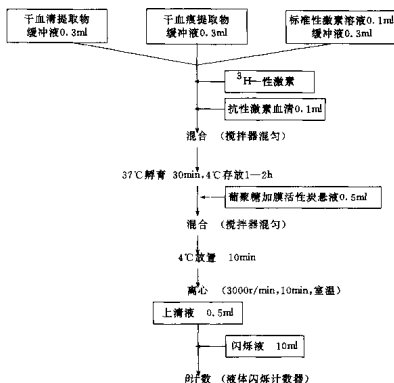 干血清提取物
缓冲液0.3ml
干血痕提取物
缓冲液0.3ml
标准性激素溶液0.1ml
缓冲液0.3ml
³H—性激素
抗性激素血清0.1ml
混合 (搅拌器混匀)
37℃孵育 30min,4℃存放1—2h
葡聚糖加膜活性炭悬液0.5ml
混合 (搅拌器混匀)
4℃放置 10min
离心 (3000r/min,10min,室温)
上清液 0.5ml
闪烁液 10ml
β计数 (液体闪烁计数器)